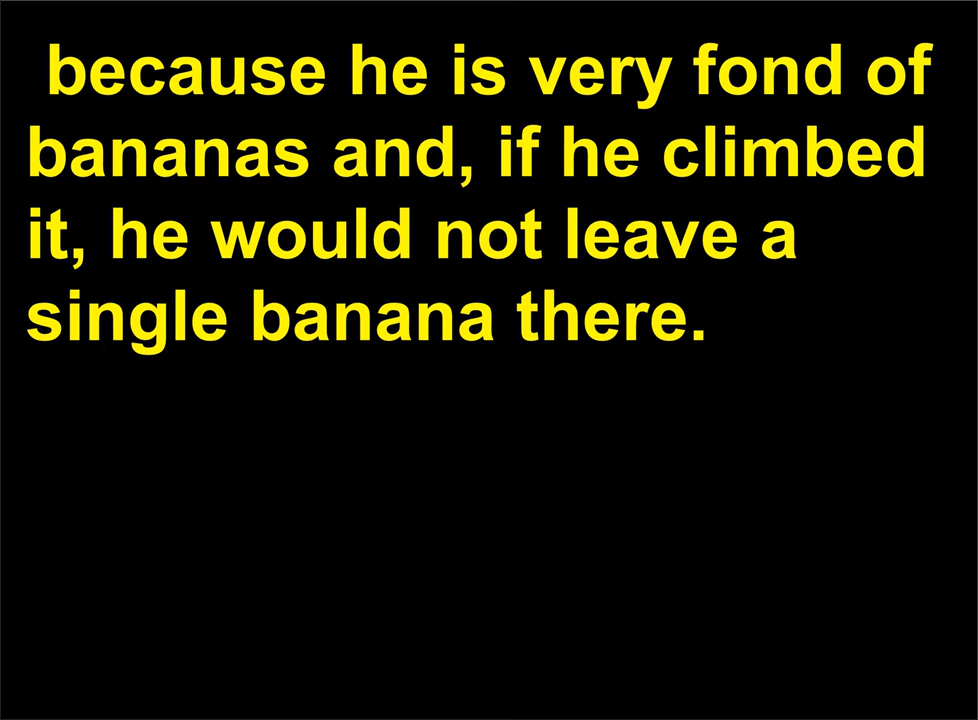 because he is very fond of
bananas and, if he climbed
it, he would not leave a
single banana there.